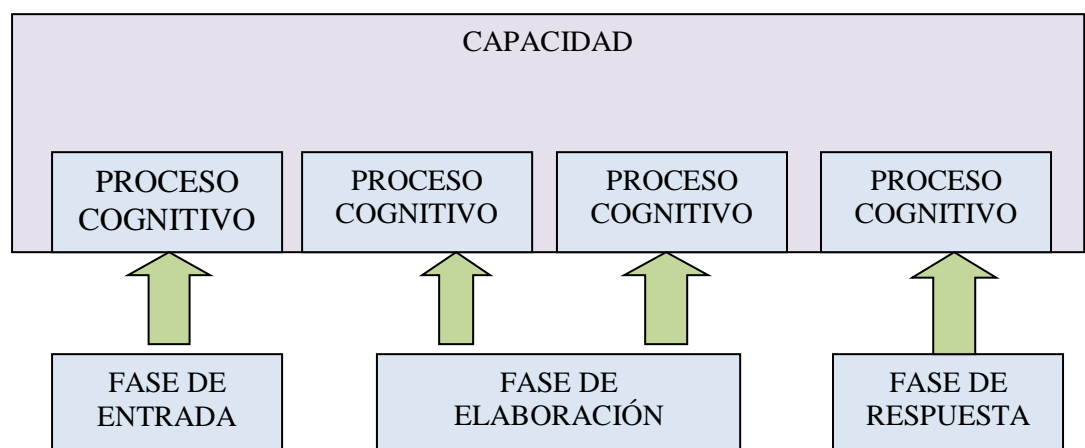 CAPACIDAD
PROCESO
COGNITIVO
PROCESO
COGNITIVO
PROCESO
COGNITIVO
PROCESO
COGNITIVO
FASE DE
ENTRADA
FASE DE
ELABORACIÓN
FASE DE
RESPUESTA